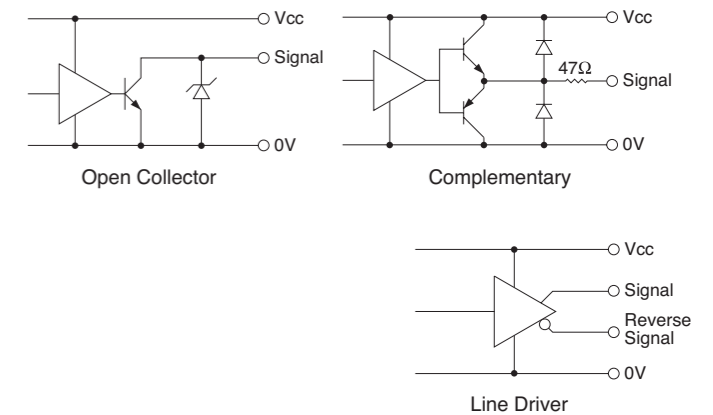 Vcc
Signal
0V
Open Collector
Vcc
47Ω
Signal
0V
Complementary
Vcc
Signal
Reverse
Signal
0V
Line Driver